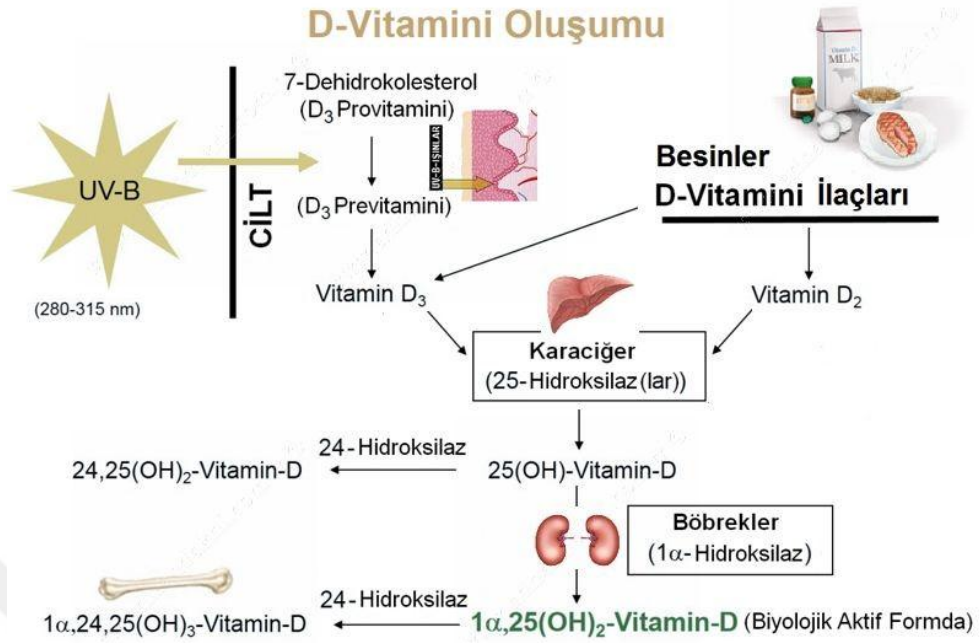 D-Vitamini Oluşumu
7-Dehidrokolesterol
(D₃ Provitamini)
UV-B
CİLT
UV-B-IŞINLAR
(D₃ Previtamini)
(280-315 nm)
Vitamin D₃
MILK
Besinler
D-Vitamini İlaçları
Vitamin D₂
Karaciğer
(25-Hidroksilaz(lar))
24-Hidroksilaz
24,25(OH)₂-Vitamin-D
25(OH)-Vitamin-D
Böbrekler
(1α-Hidroksilaz)
24-Hidroksilaz
1α,24,25(OH)₃-Vitamin-D
1α,25(OH)₂-Vitamin-D (Biyolojik Aktif Formda)